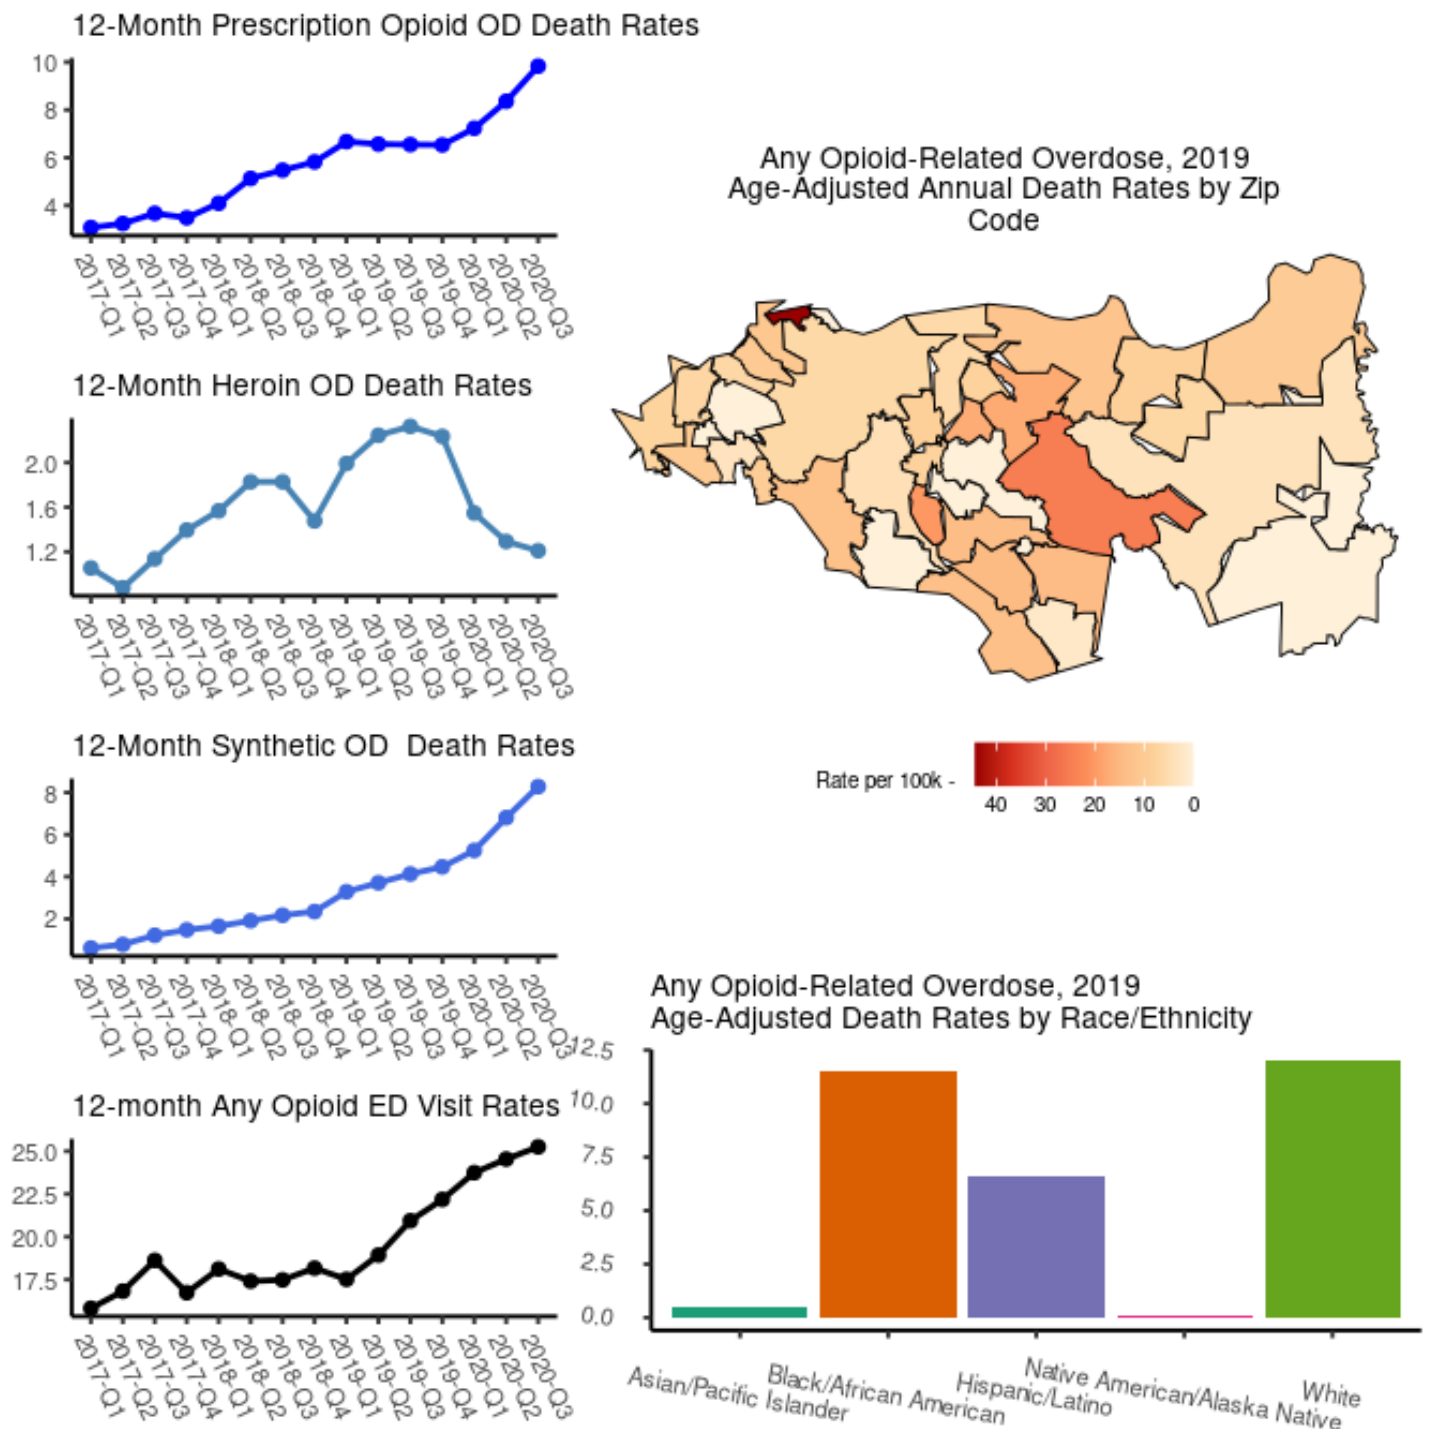 12-Month Prescription Opioid OD Death Rates
10
8
6
4
2017-Q1
2017-Q2
2017-Q3
2017-Q4
2018-Q1
2018-Q2
2018-Q3
2018-Q4
2019-Q1
2019-Q2
2019-Q3
2019-Q4
2020-Q1
2020-Q2
2020-Q3
12-Month Heroin OD Death Rates
2.0
1.6
1.2
2017-Q1
2017-Q2
2017-Q3
2017-Q4
2018-Q1
2018-Q2
2018-Q3
2018-Q4
2019-Q1
2019-Q2
2019-Q3
2019-Q4
2020-Q1
2020-Q2
2020-Q3
12-Month Synthetic OD  Death Rates
8
6
4
2
2017-Q1
2017-Q2
2017-Q3
2017-Q4
2018-Q1
2018-Q2
2018-Q3
2018-Q4
2019-Q1
2019-Q2
2019-Q3
2019-Q4
2020-Q1
2020-Q2
2020-Q3
12-month Any Opioid ED Visit Rates
25.0
22.5
20.0
17.5
2017-Q1
2017-Q2
2017-Q3
2017-Q4
2018-Q1
2018-Q2
2018-Q3
2018-Q4
2019-Q1
2019-Q2
2019-Q3
2019-Q4
2020-Q1
2020-Q2
2020-Q3
Any Opioid-Related Overdose, 2019
Age-Adjusted Annual Death Rates by Zip
Code
Rate per 100k -
40 30 20 10 0
Any Opioid-Related Overdose, 2019
Age-Adjusted Death Rates by Race/Ethnicity
12.5
10.0
7.5
5.0
2.5
0.0
Asian/Pacific Islander
Black/African American
Hispanic/Latino
Native American/Alaska Native
White